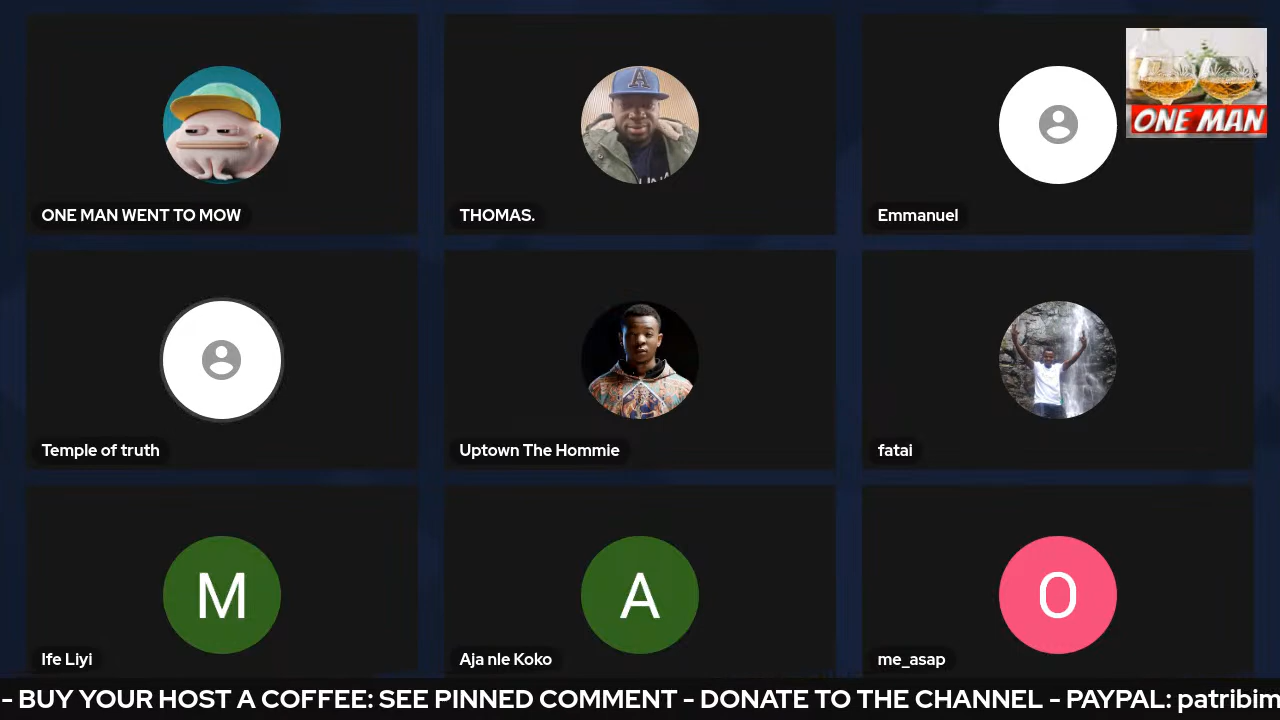 A
ONE MAN
ONE MAN WENT TO MOW
THOMAS.
Emmanuel
Temple of truth
Uptown The Hommie
fatai
M
A
O
Ife Liyi
Aja nle Koko
me_asap
- BUY YOUR HOST A COFFEE: SEE PINNED COMMENT - DONATE TO THE CHANNEL - PAYPAL: patribim